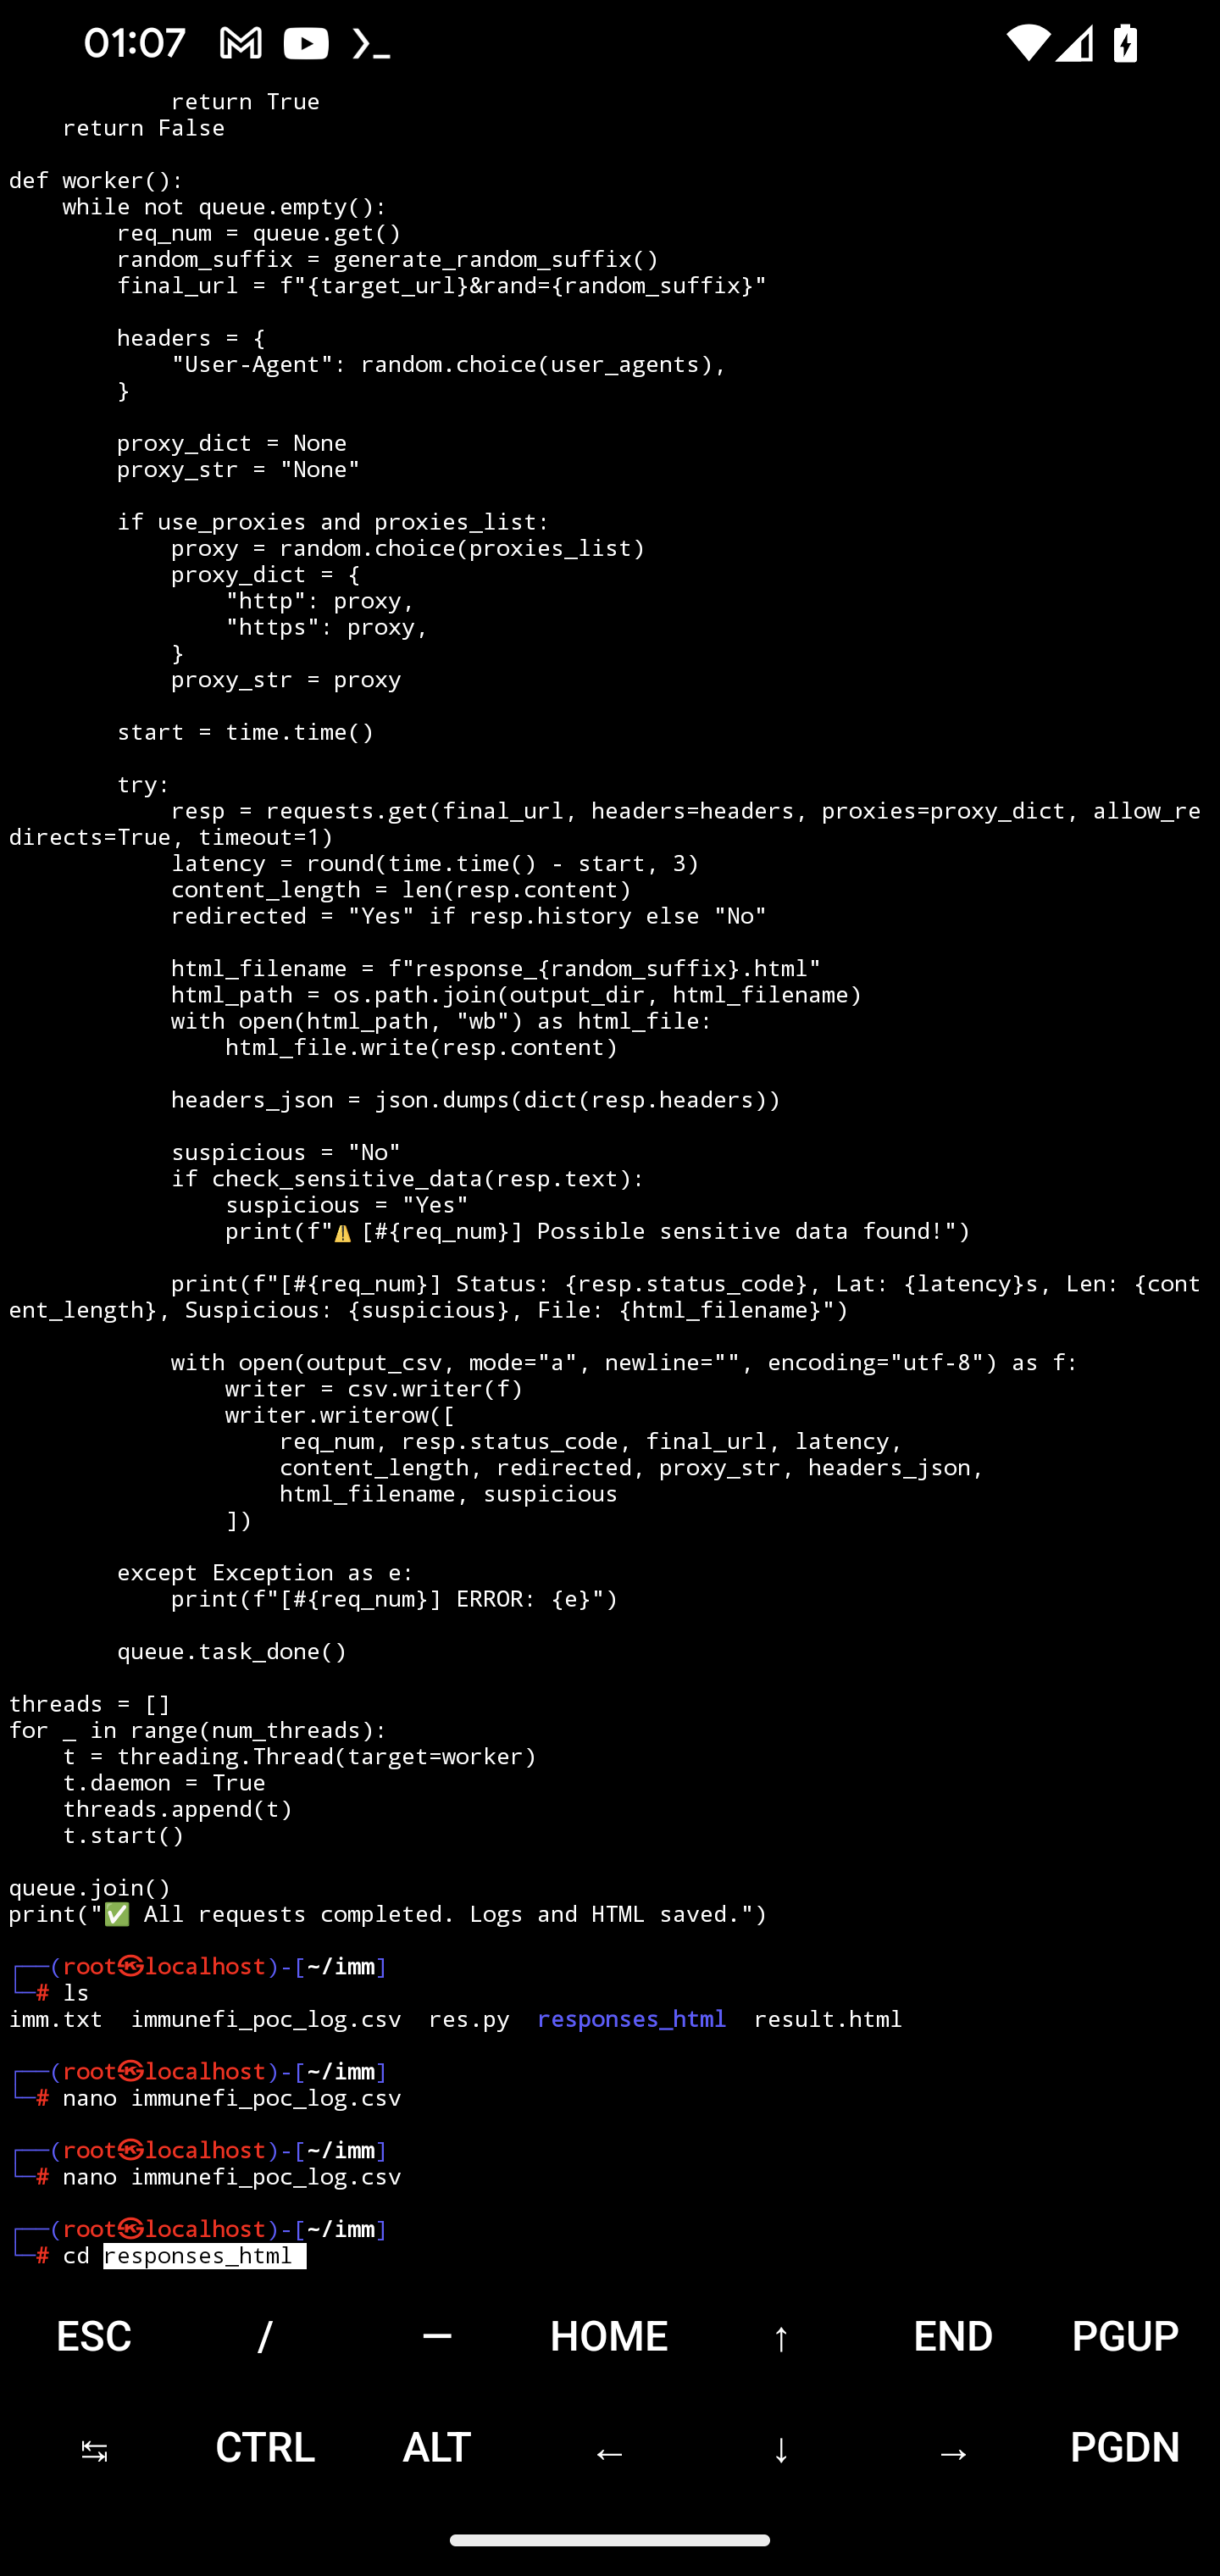 01:07
            return True
    return False

def worker():
    while not queue.empty():
        req_num = queue.get()
        random_suffix = generate_random_suffix()
        final_url = f"{target_url}&rand={random_suffix}"

        headers = {
            "User-Agent": random.choice(user_agents),
        }

        proxy_dict = None
        proxy_str = "None"

        if use_proxies and proxies_list:
            proxy = random.choice(proxies_list)
            proxy_dict = {
                "http": proxy,
                "https": proxy,
            }
            proxy_str = proxy

        start = time.time()

        try:
            resp = requests.get(final_url, headers=headers, proxies=proxy_dict, allow_re
directs=True, timeout=1)
            latency = round(time.time() - start, 3)
            content_length = len(resp.content)
            redirected = "Yes" if resp.history else "No"

            html_filename = f"response_{random_suffix}.html"
            html_path = os.path.join(output_dir, html_filename)
            with open(html_path, "wb") as html_file:
                html_file.write(resp.content)

            headers_json = json.dumps(dict(resp.headers))

            suspicious = "No"
            if check_sensitive_data(resp.text):
                suspicious = "Yes"
                print(f"⚠️ [#{req_num}] Possible sensitive data found!")

            print(f"[#{req_num}] Status: {resp.status_code}, Lat: {latency}s, Len: {cont
ent_length}, Suspicious: {suspicious}, File: {html_filename}")

            with open(output_csv, mode="a", newline="", encoding="utf-8") as f:
                writer = csv.writer(f)
                writer.writerow([
                    req_num, resp.status_code, final_url, latency,
                    content_length, redirected, proxy_str, headers_json,
                    html_filename, suspicious
                ])

        except Exception as e:
            print(f"[#{req_num}] ERROR: {e}")

        queue.task_done()

threads = []
for _ in range(num_threads):
    t = threading.Thread(target=worker)
    t.daemon = True
    threads.append(t)
    t.start()

queue.join()
print("✅ All requests completed. Logs and HTML saved.")

┌──(root㉿localhost)-[~/imm]
└─# ls
imm.txt  immunefi_poc_log.csv  res.py  responses_html  result.html

┌──(root㉿localhost)-[~/imm]
└─# nano immunefi_poc_log.csv

┌──(root㉿localhost)-[~/imm]
└─# nano immunefi_poc_log.csv

┌──(root㉿localhost)-[~/imm]
└─# cd responses_html
ESC / — HOME ↑ END PGUP
↹ CTRL ALT ← ↓ → PGDN